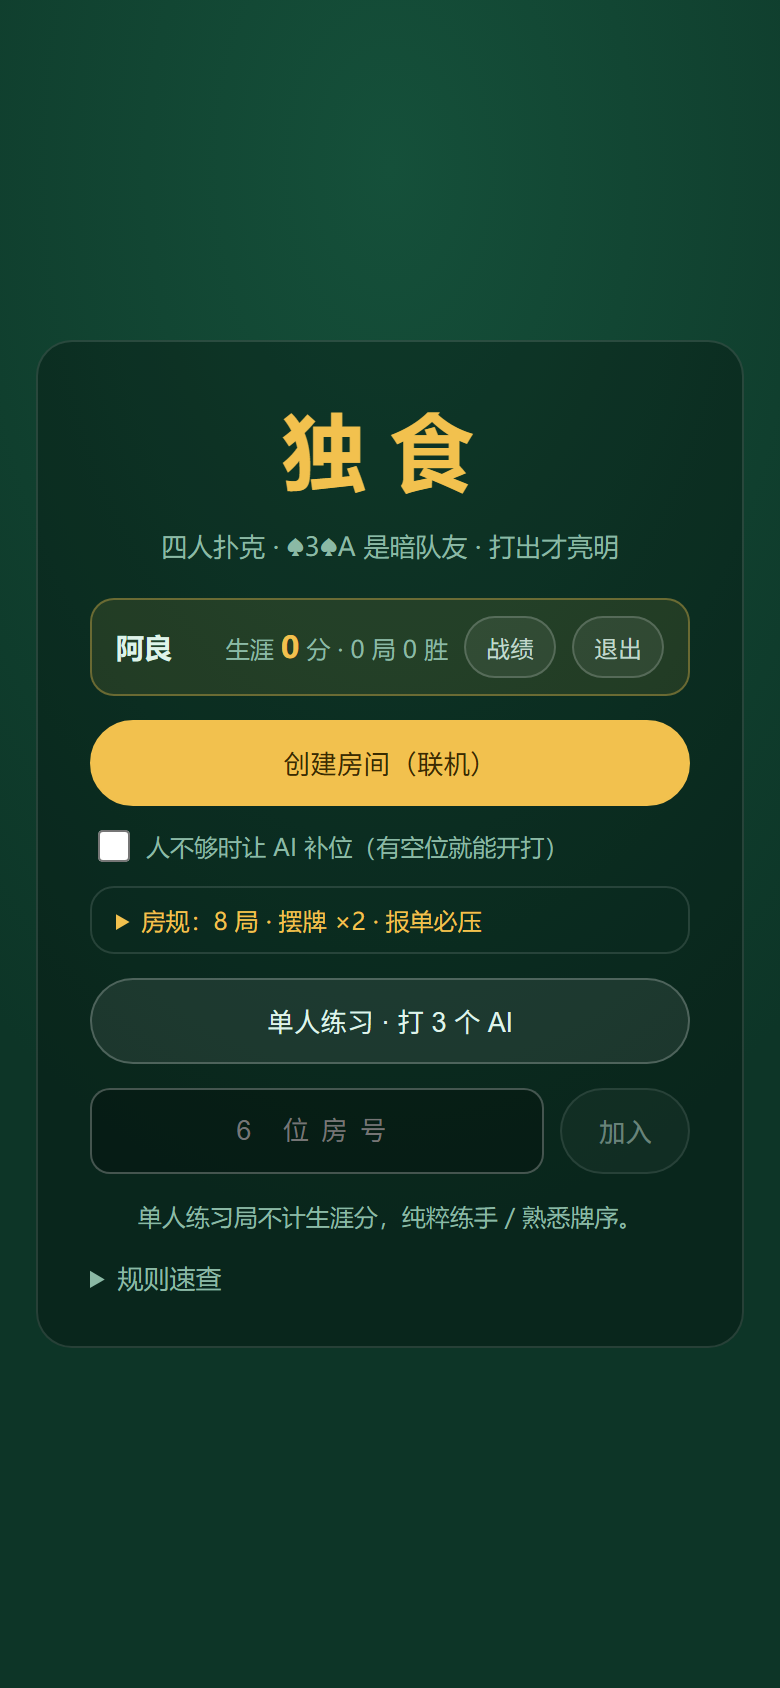 独食
四人扑克 · ♠3♠A 是暗队友 · 打出才亮明
阿良 生涯 0 分 · 0 局 0 胜 战绩 退出
创建房间（联机）
人不够时让 AI 补位（有空位就能开打）
▶ 房规：8 局 · 摆牌 ×2 · 报单必压
单人练习 · 打 3 个 AI
6 位房号 加入
单人练习局不计生涯分，纯粹练手 / 熟悉牌序。
▶ 规则速查